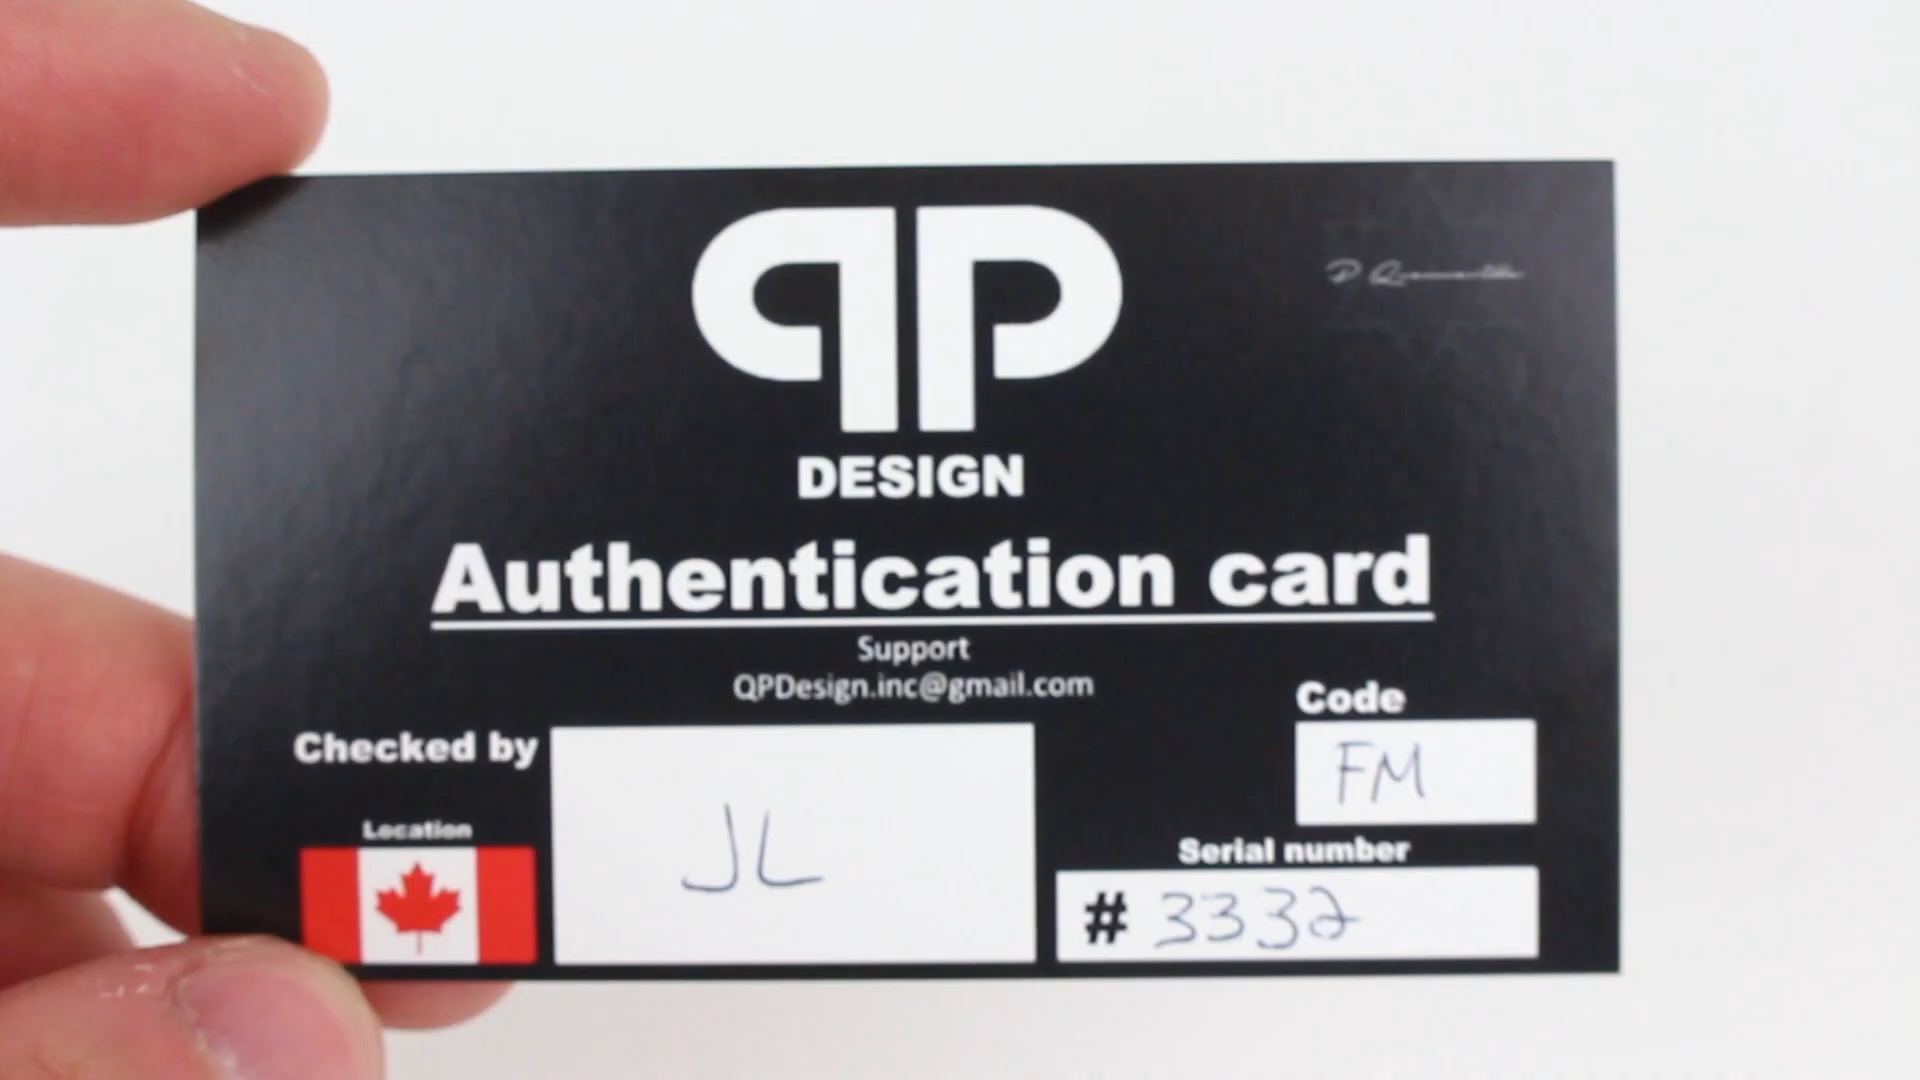 qp
DESIGN
Authentication card
Support
QPDesign.inc@gmail.com
Code
FM
Checked by
JL
Location
Serial number
# 3332